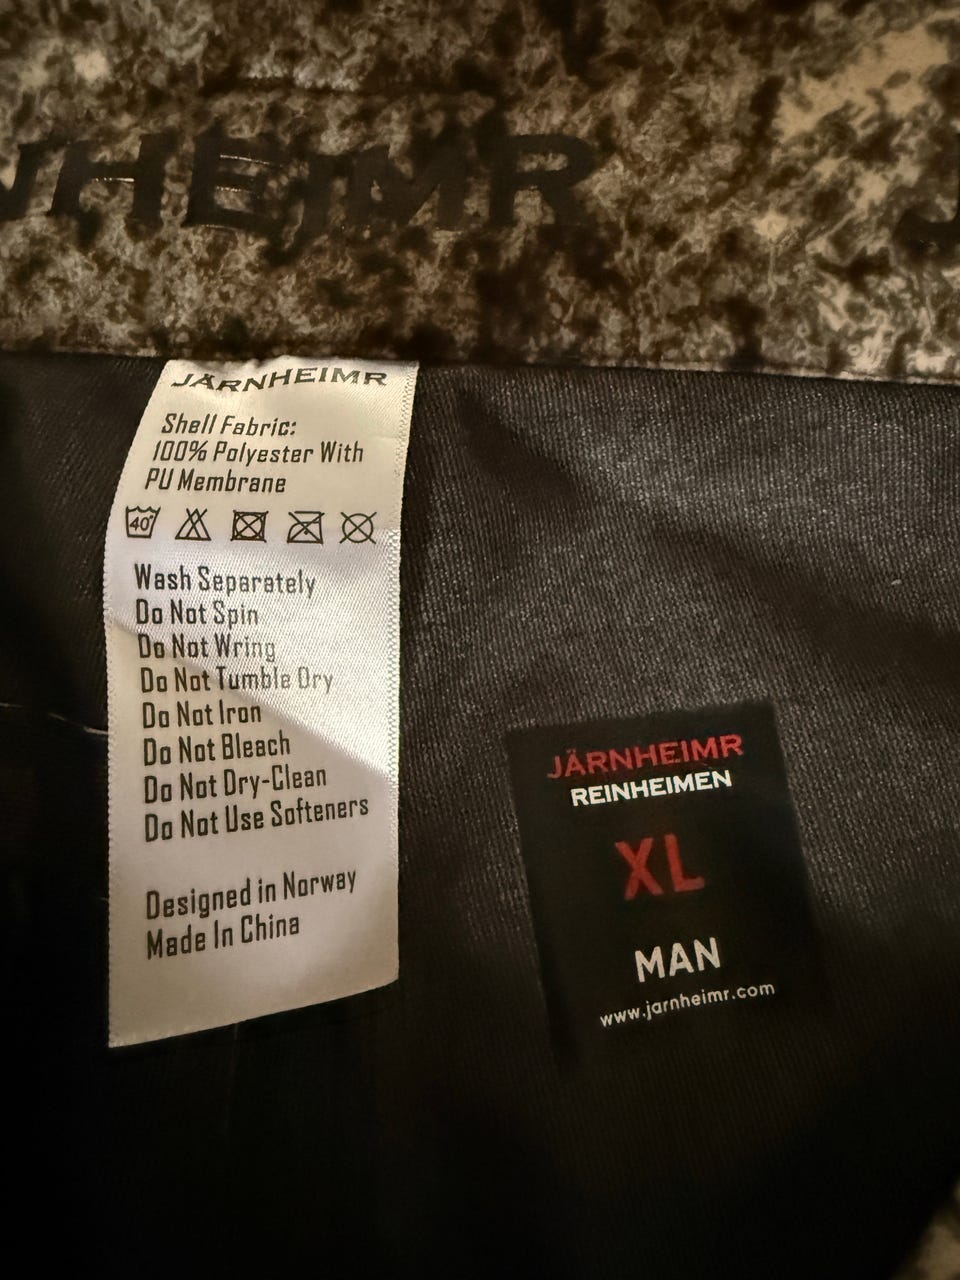 NHEIMR
JÄRNHEIMR
Shell Fabric:
100% Polyester With
PU Membrane
40°
Wash Separately
Do Not Spin
Do Not Wring
Do Not Tumble Dry
Do Not Iron
Do Not Bleach
Do Not Dry-Clean
Do Not Use Softeners
Designed in Norway
Made In China
JÄRNHEIMR
REINHEIMEN
XL
MAN
www.jarnheimr.com